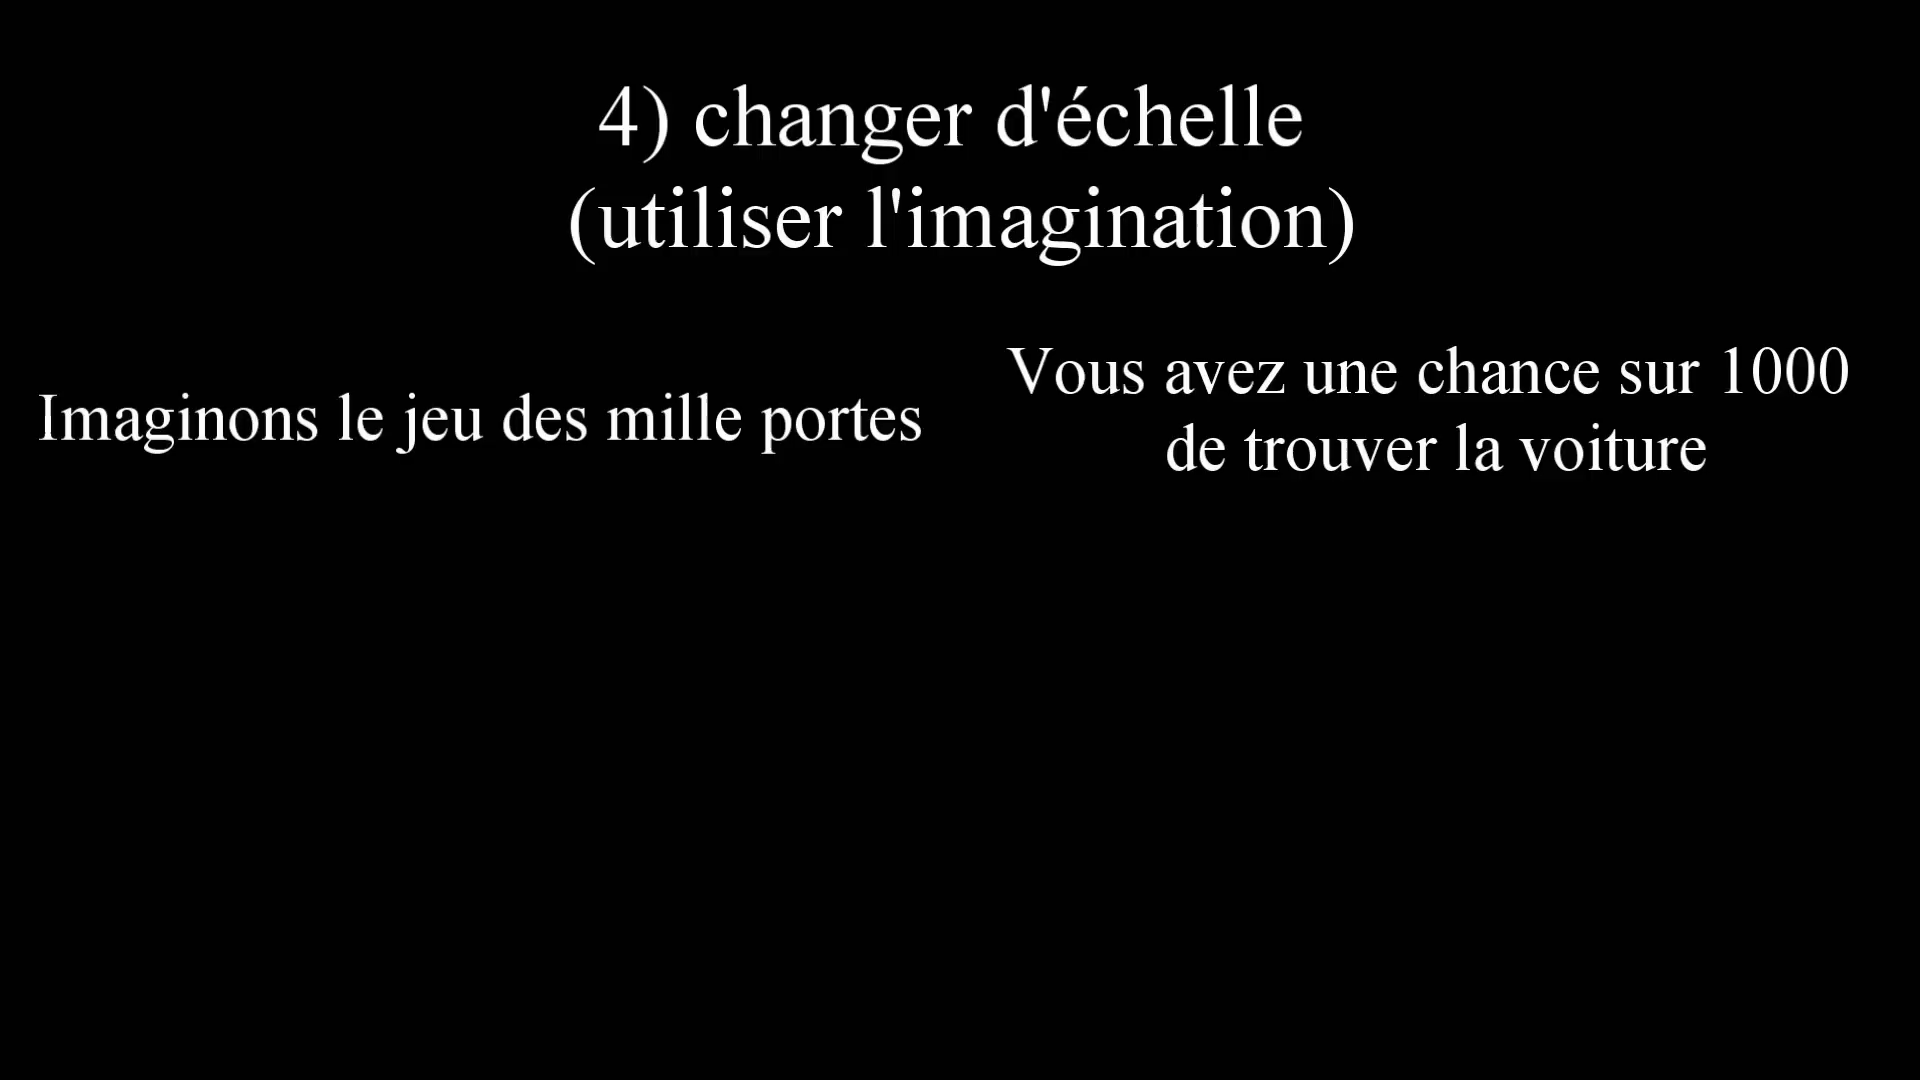 4) changer d'échelle
(utiliser l'imagination)
Imaginons le jeu des mille portes
Vous avez une chance sur 1000
de trouver la voiture